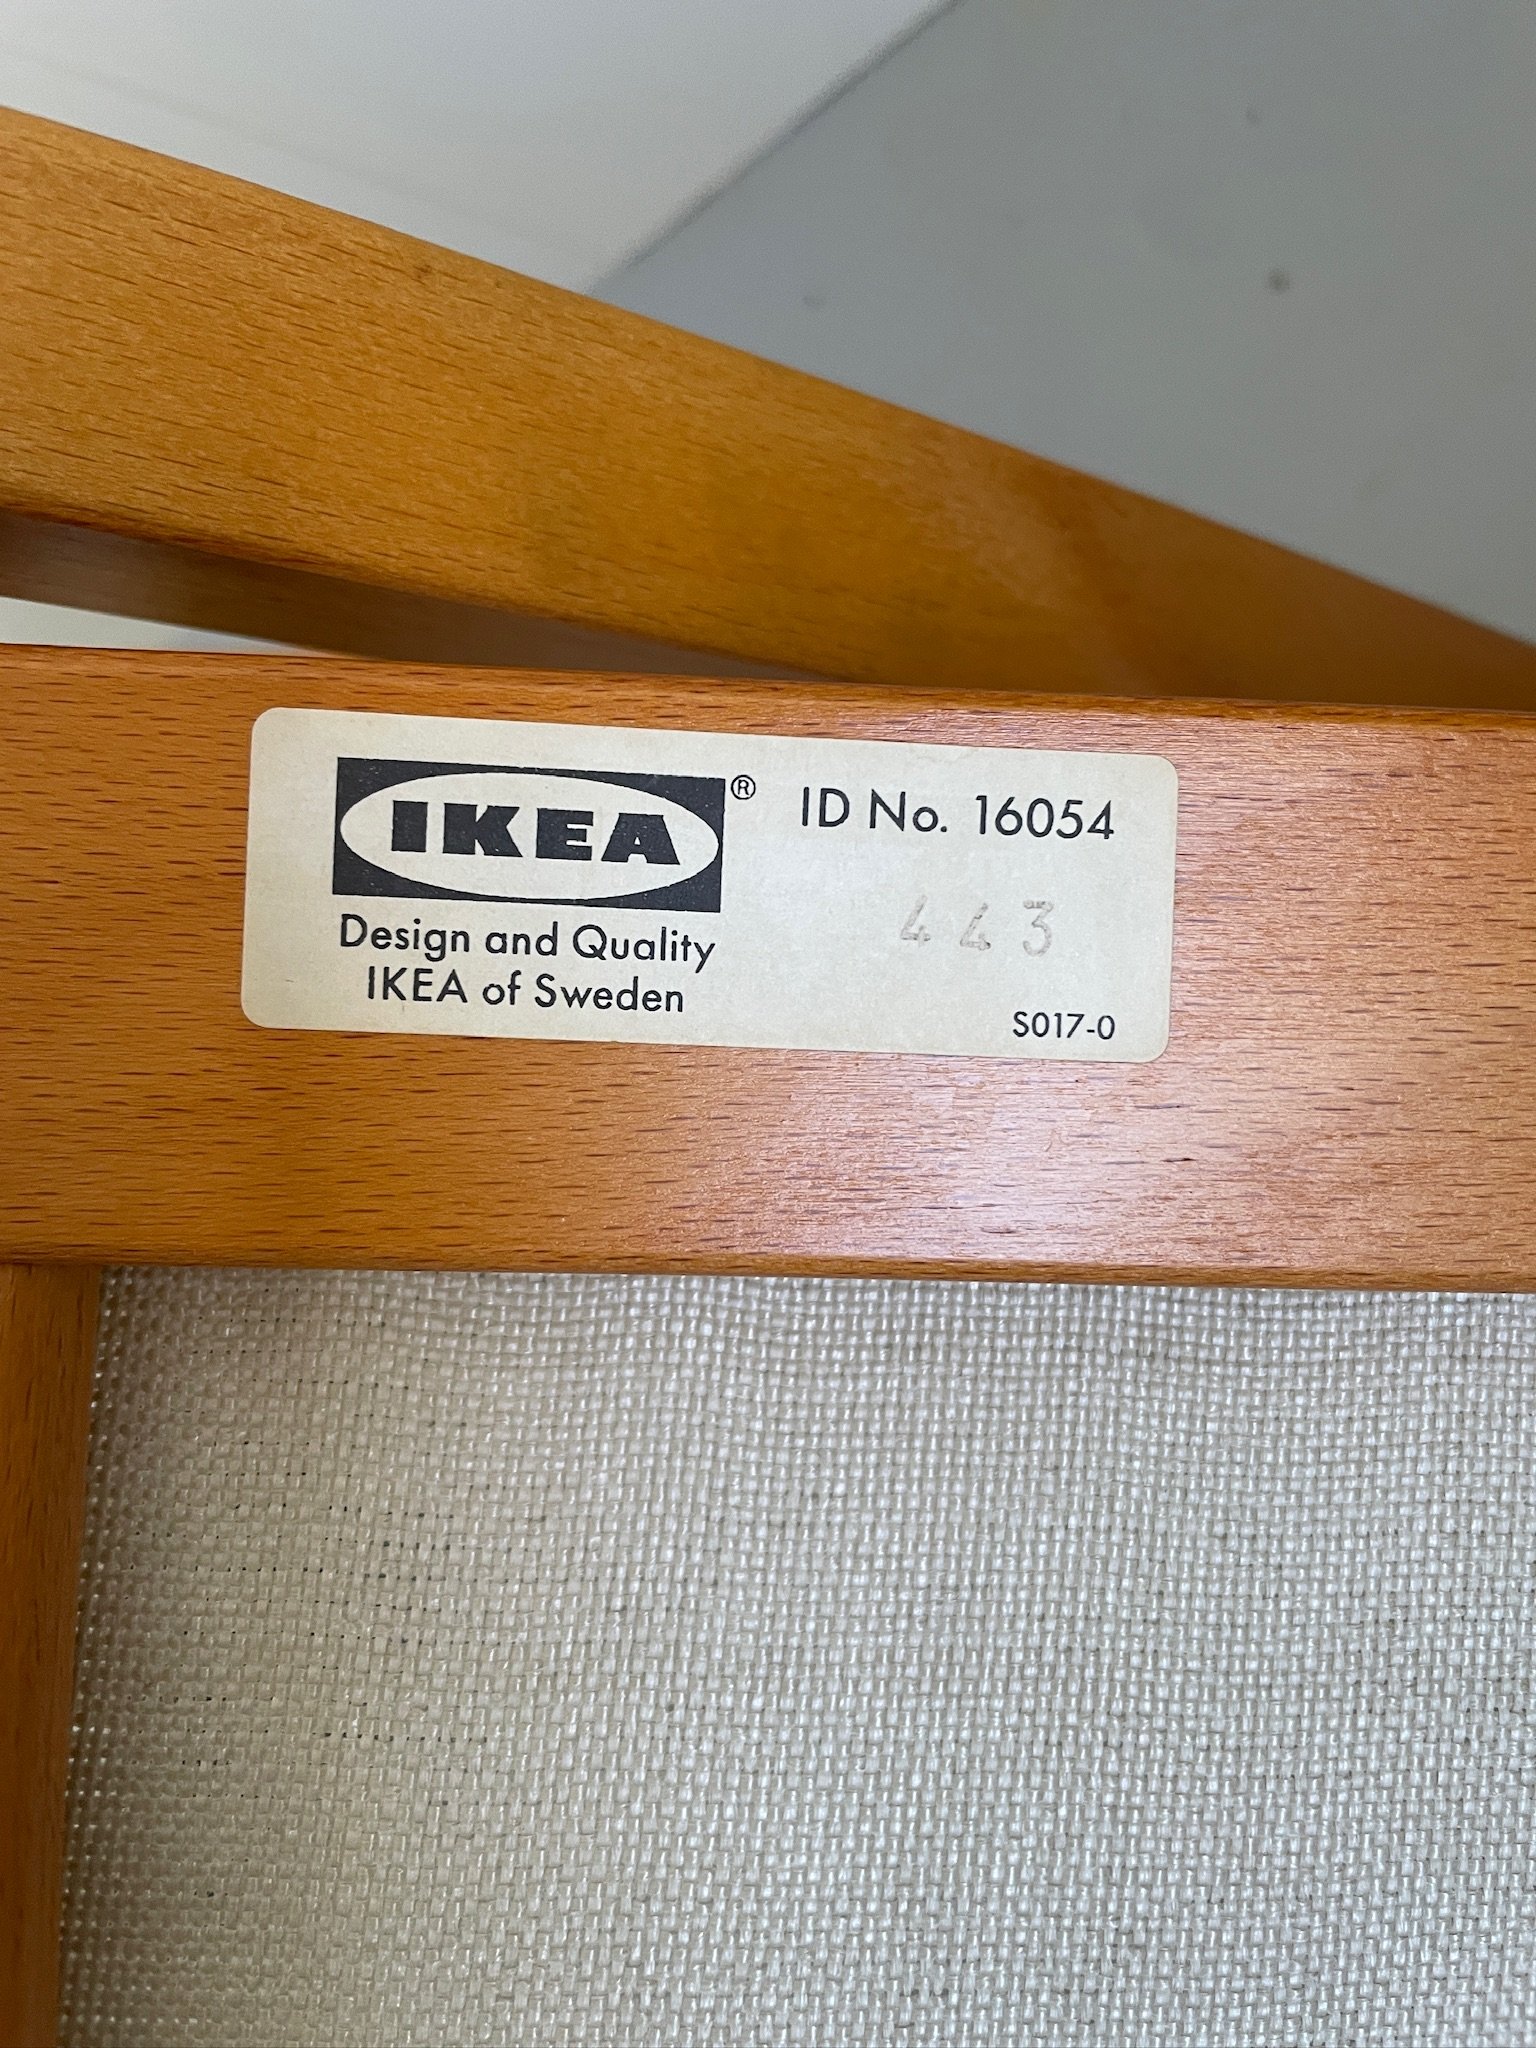 IKEA®
Design and Quality
IKEA of Sweden
ID No. 16054
443
S017-0